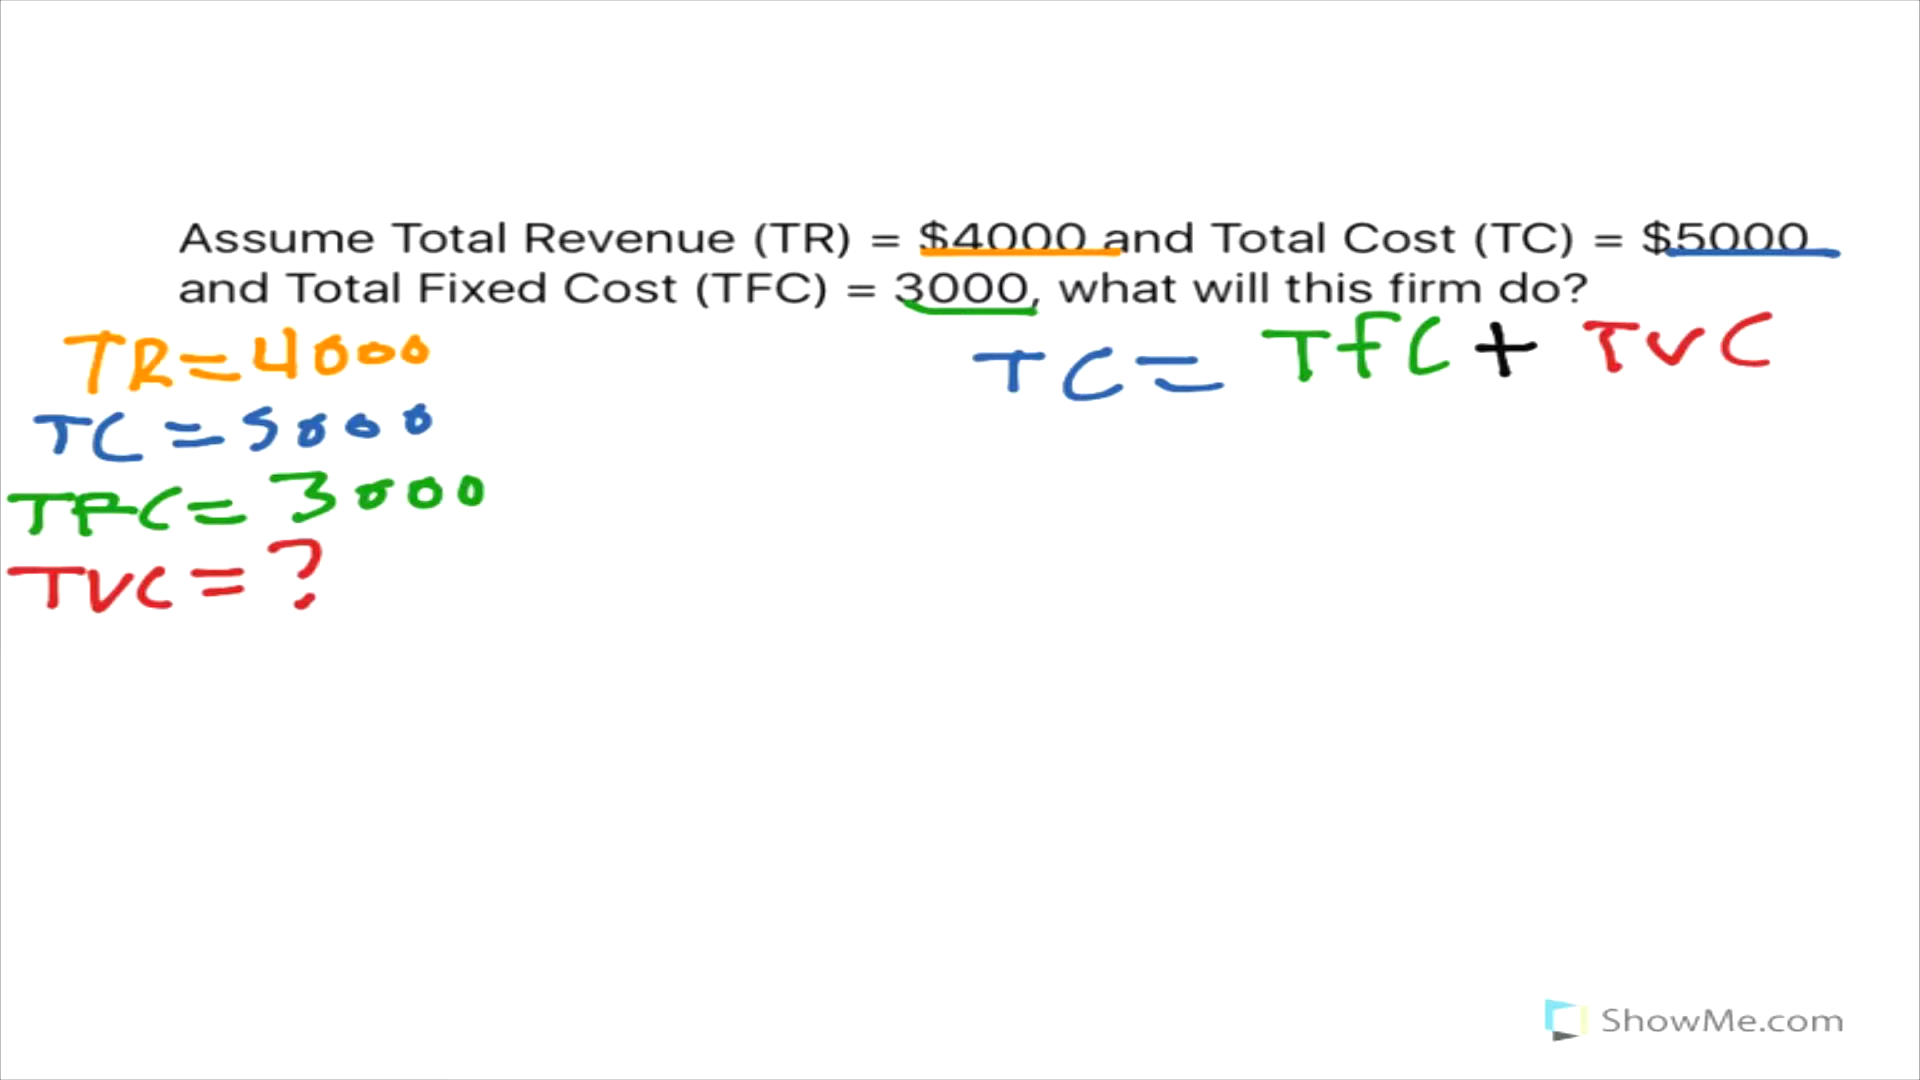 Assume Total Revenue (TR) = $4000 and Total Cost (TC) = $5000
and Total Fixed Cost (TFC) = 3000, what will this firm do?
TR=4000
TC = TFC + TVC
TC = 5000
TFC = 3000
TVC = ?
ShowMe.com